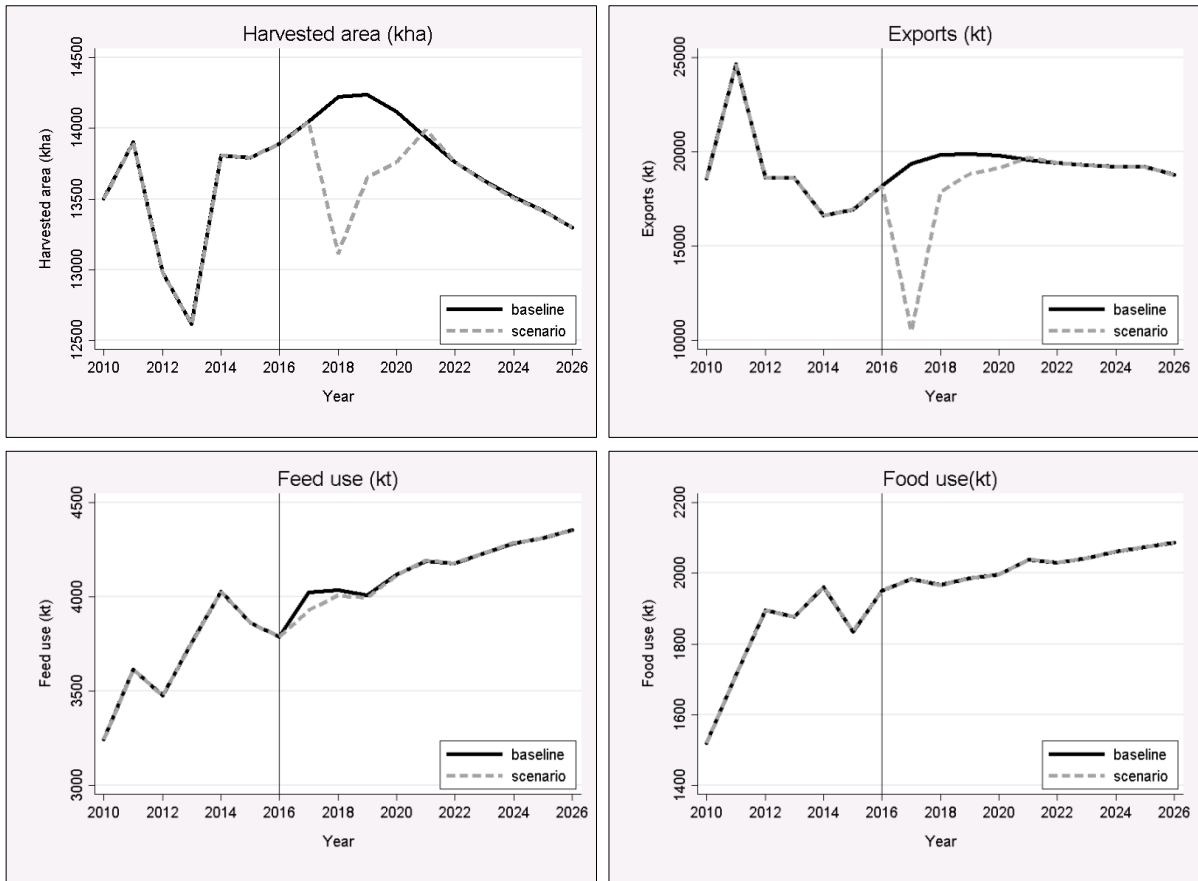 Harvested area (kha)
Harvested area (kha)
14500
14000
13500
13000
12500
2010 2012 2014 2016 2018 2020 2022 2024 2026
Year
baseline
scenario
Exports (kt)
Exports (kt)
25000
20000
15000
10000
2010 2012 2014 2016 2018 2020 2022 2024 2026
Year
baseline
scenario
Feed use (kt)
Feed use (kt)
4500
4000
3500
3000
2010 2012 2014 2016 2018 2020 2022 2024 2026
Year
baseline
scenario
Food use(kt)
Food use (kt)
2200
2000
1800
1600
1400
2010 2012 2014 2016 2018 2020 2022 2024 2026
Year
baseline
scenario